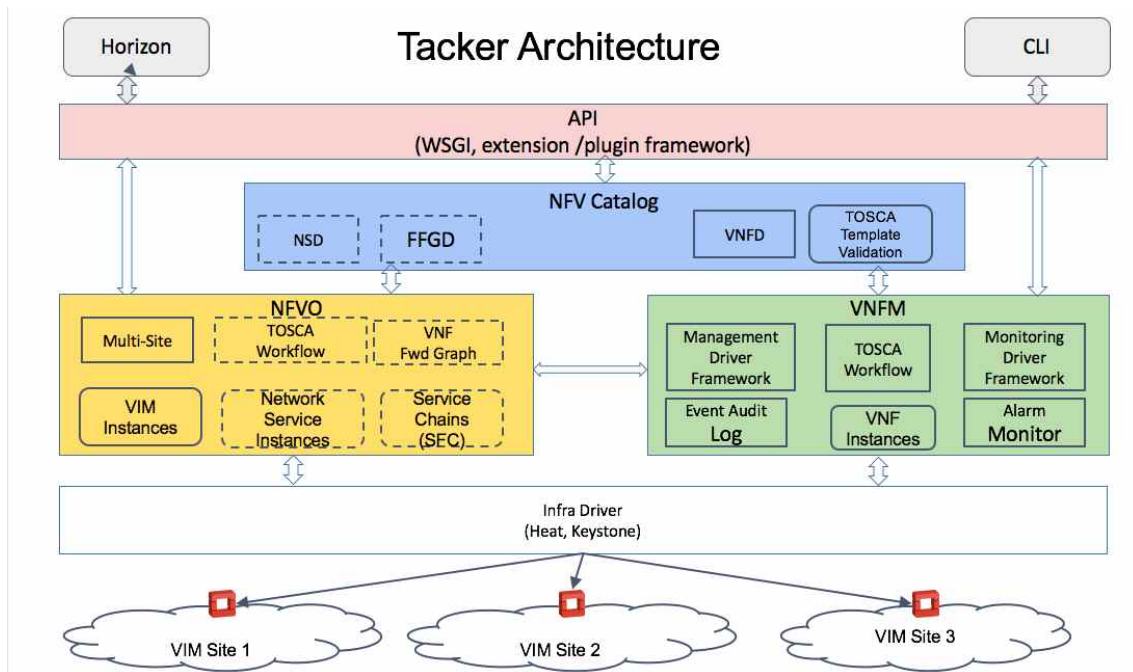 Horizon
Tacker Architecture
CLI
API
(WSGI, extension /plugin framework)
NFV Catalog
NSD
FFGD
VNFD
TOSCA
Template
Validation
NFVO
Multi-Site
TOSCA
Workflow
VNF
Fwd Graph
VIM
Instances
Network
Service
Instances
Service
Chains
(SEC)
VNFM
Management
Driver
Framework
TOSCA
Workflow
Monitoring
Driver
Framework
Event Audit
Log
VNF
Instances
Alarm
Monitor
Infra Driver
(Heat, Keystone)
VIM Site 1
VIM Site 2
VIM Site 3